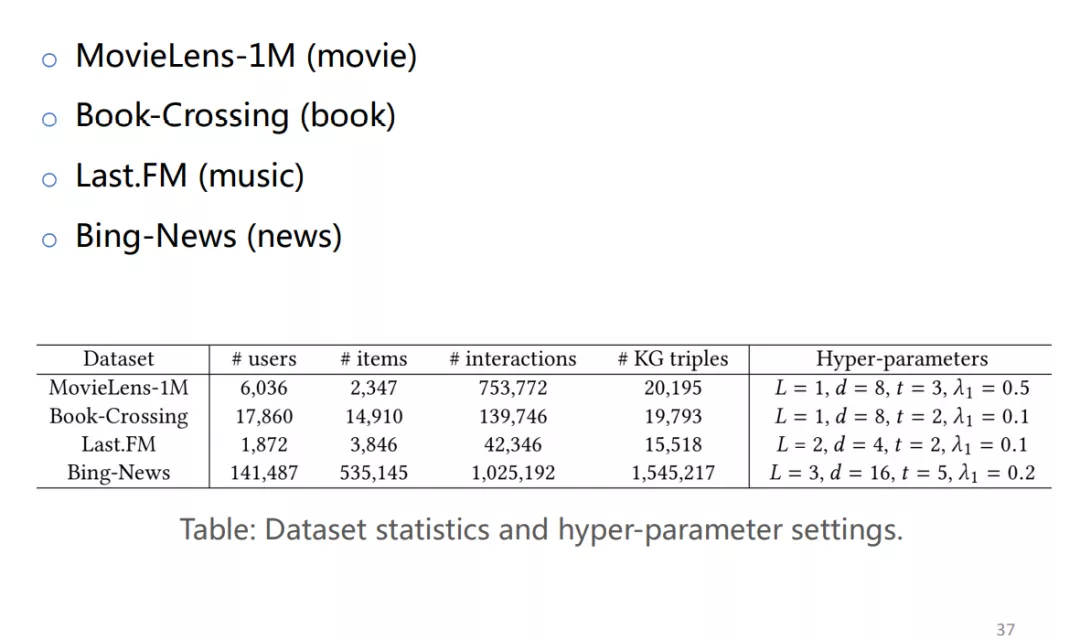 ○ MovieLens-1M (movie)
○ Book-Crossing (book)
○ Last.FM (music)
○ Bing-News (news)
Dataset # users # items # interactions # KG triples Hyper-parameters
MovieLens-1M 6,036 2,347 753,772 20,195 L = 1, d = 8, t = 3, λ₁ = 0.5
Book-Crossing 17,860 14,910 139,746 19,793 L = 1, d = 8, t = 2, λ₁ = 0.1
Last.FM 1,872 3,846 42,346 15,518 L = 2, d = 4, t = 2, λ₁ = 0.1
Bing-News 141,487 535,145 1,025,192 1,545,217 L = 3, d = 16, t = 5, λ₁ = 0.2
Table: Dataset statistics and hyper-parameter settings.
37